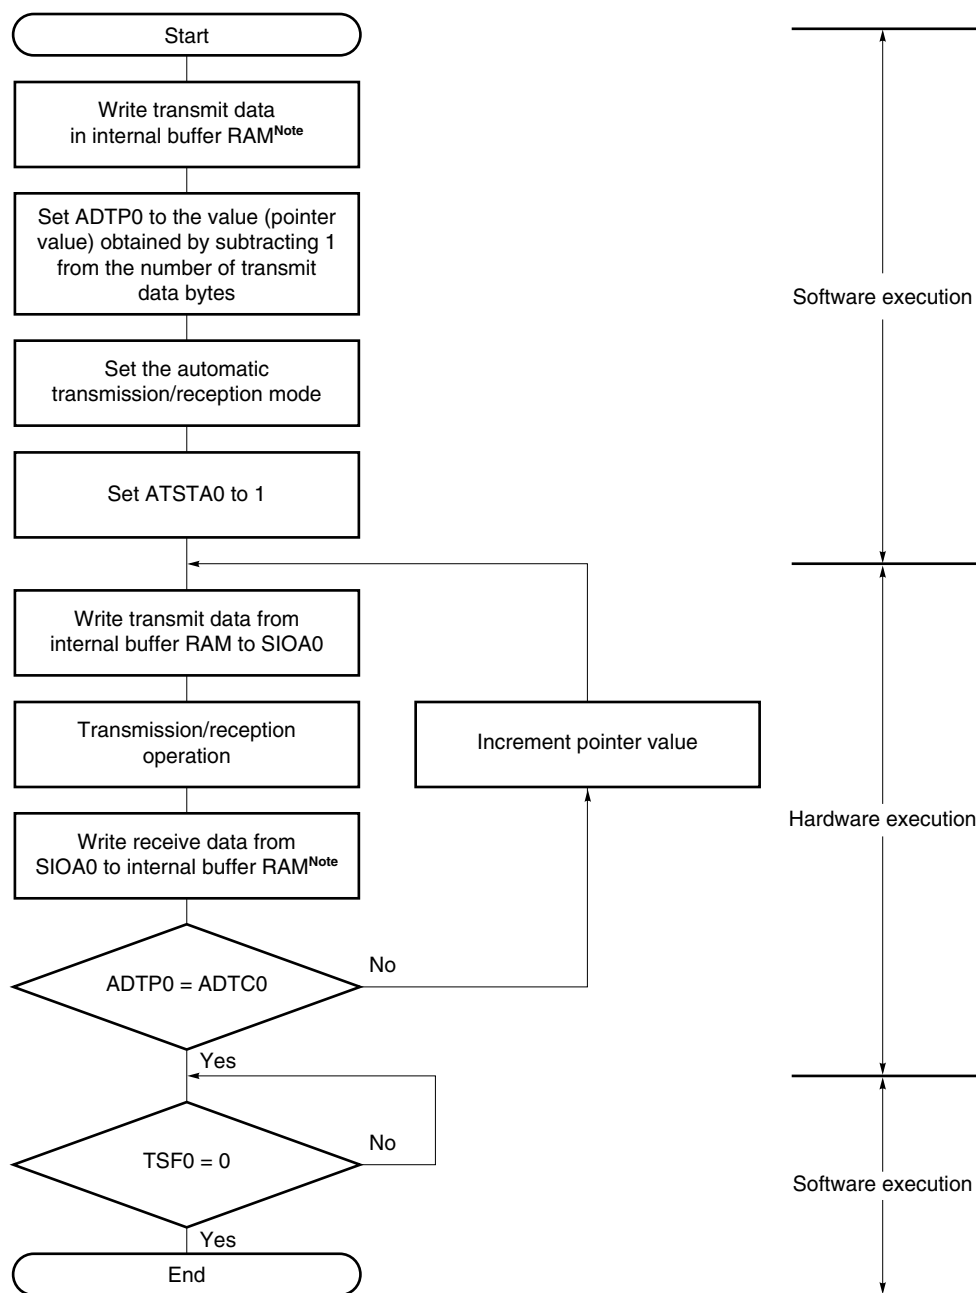 Start
Write transmit data
in internal buffer RAMNote
Set ADTP0 to the value (pointer
value) obtained by subtracting 1
from the number of transmit
data bytes
Software execution
Set the automatic
transmission/reception mode
Set ATSTA0 to 1
Write transmit data from
internal buffer RAM to SIOA0
Transmission/reception
operation
Increment pointer value
Hardware execution
Write receive data from
SIOA0 to internal buffer RAMNote
ADTP0 = ADTC0
No
Yes
TSF0 = 0
No
Software execution
Yes
End